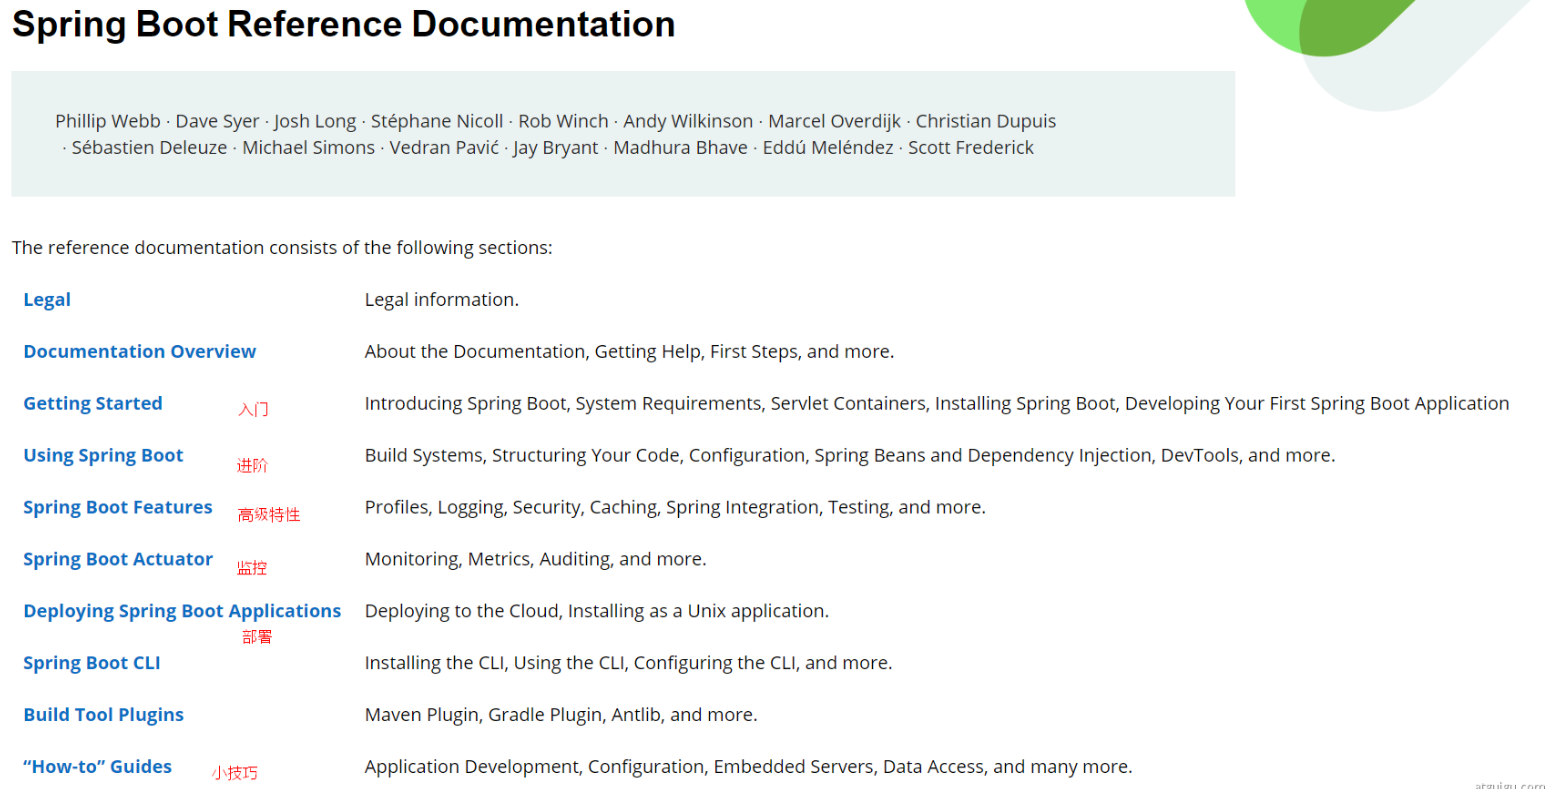 Spring Boot Reference Documentation
Phillip Webb · Dave Syer · Josh Long · Stéphane Nicoll · Rob Winch · Andy Wilkinson · Marcel Overdijk · Christian Dupuis
· Sébastien Deleuze · Michael Simons · Vedran Pavić · Jay Bryant · Madhura Bhave · Eddú Meléndez · Scott Frederick
The reference documentation consists of the following sections:
Legal Legal information.
Documentation Overview About the Documentation, Getting Help, First Steps, and more.
Getting Started 入门 Introducing Spring Boot, System Requirements, Servlet Containers, Installing Spring Boot, Developing Your First Spring Boot Application
Using Spring Boot 进阶 Build Systems, Structuring Your Code, Configuration, Spring Beans and Dependency Injection, DevTools, and more.
Spring Boot Features 高级特性 Profiles, Logging, Security, Caching, Spring Integration, Testing, and more.
Spring Boot Actuator 监控 Monitoring, Metrics, Auditing, and more.
Deploying Spring Boot Applications Deploying to the Cloud, Installing as a Unix application.
部署
Spring Boot CLI Installing the CLI, Using the CLI, Configuring the CLI, and more.
Build Tool Plugins Maven Plugin, Gradle Plugin, Antlib, and more.
“How-to” Guides 小技巧 Application Development, Configuration, Embedded Servers, Data Access, and many more.